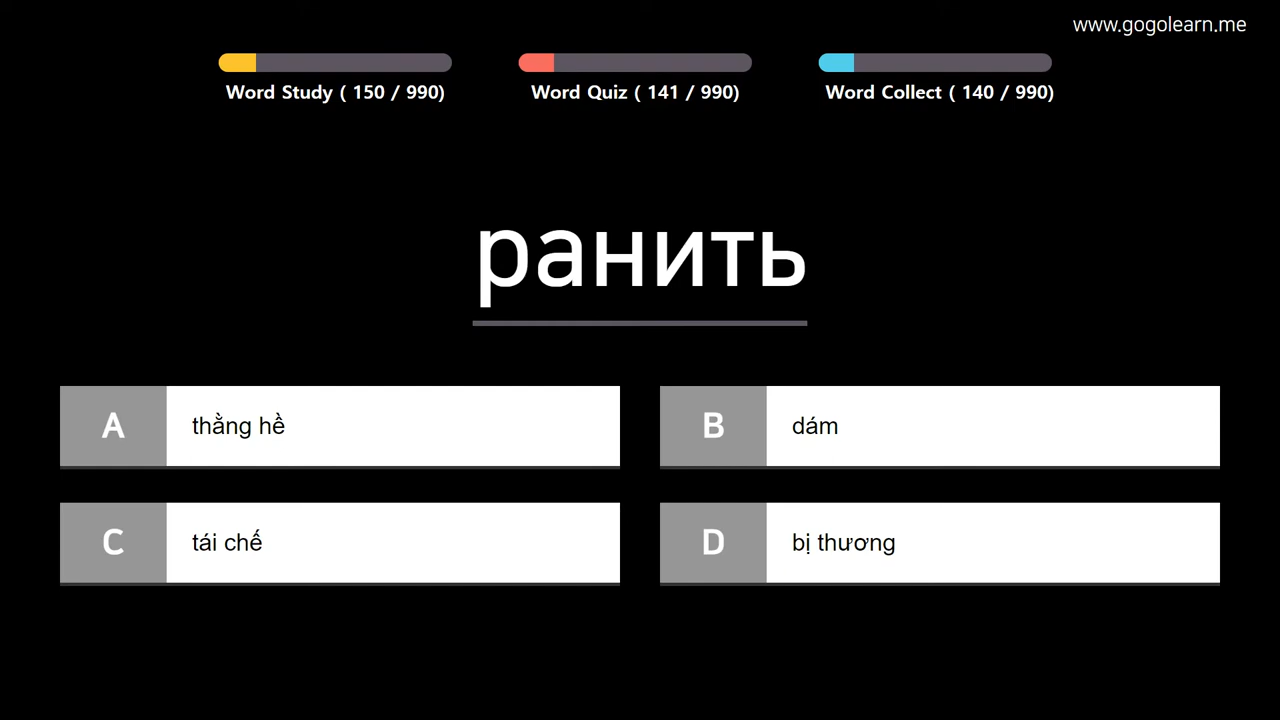 www.gogolearn.me
Word Study ( 150 / 990)
Word Quiz ( 141 / 990)
Word Collect ( 140 / 990)
ранить
A thằng hề
B dám
C tái chế
D bị thương